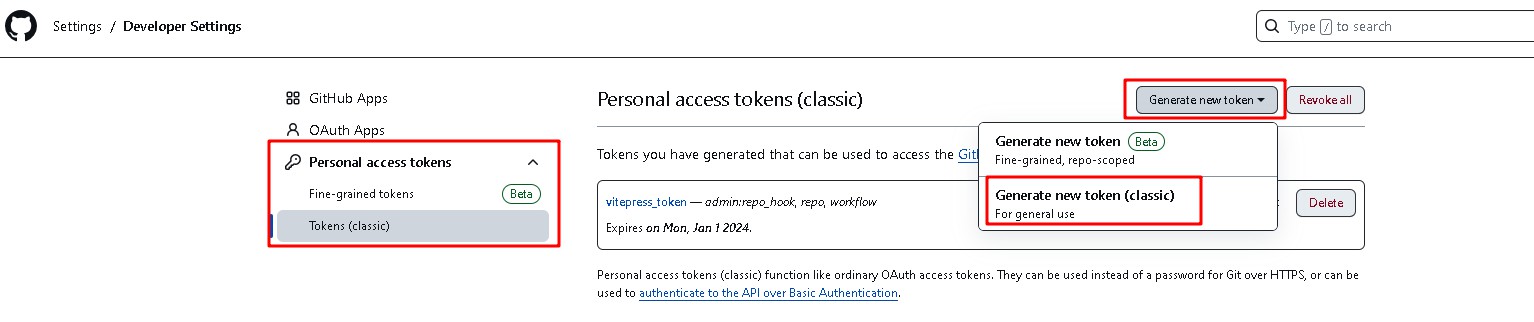 Settings / Developer Settings
Type / to search
GitHub Apps
OAuth Apps
Personal access tokens
Fine-grained tokens Beta
Tokens (classic)
Personal access tokens (classic)
Generate new token
Revoke all
Generate new token Beta
Fine-grained, repo-scoped
Generate new token (classic)
For general use
Tokens you have generated that can be used to access the
vitepress_token — admin:repo_hook, repo, workflow
Delete
Expires on Mon, Jan 1 2024.
Personal access tokens (classic) function like ordinary OAuth access tokens. They can be used instead of a password for Git over HTTPS, or can be
used to authenticate to the API over Basic Authentication.